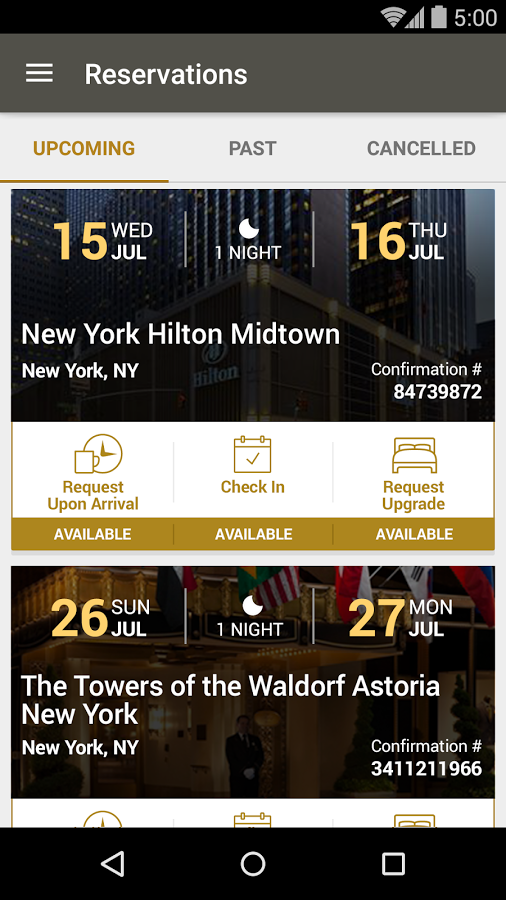 5:00
Reservations
UPCOMING PAST CANCELLED
15 WED JUL
1 NIGHT
16 THU JUL
New York Hilton Midtown
Hilton
New York, NY
Confirmation #
84739872
Request
Upon Arrival
Check In
Request
Upgrade
AVAILABLE AVAILABLE AVAILABLE
26 SUN JUL
1 NIGHT
27 MON JUL
The Towers of the Waldorf Astoria
New York
New York, NY
Confirmation #
3411211966